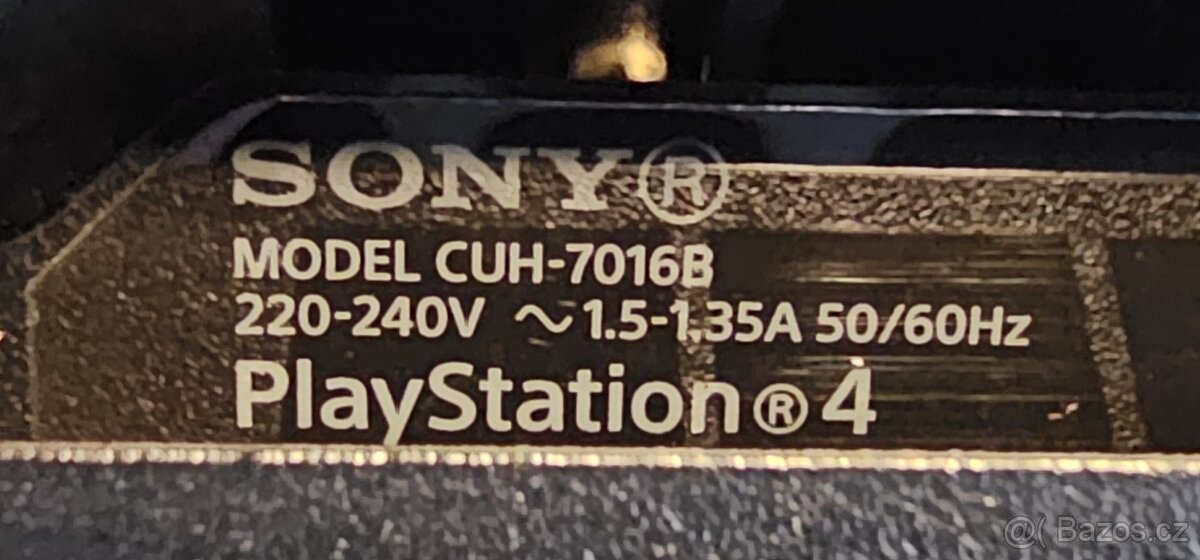 SONY®
MODEL CUH-7016B
220-240V ～1.5-1.35A 50/60Hz
PlayStation®4
@( Bazos.cz